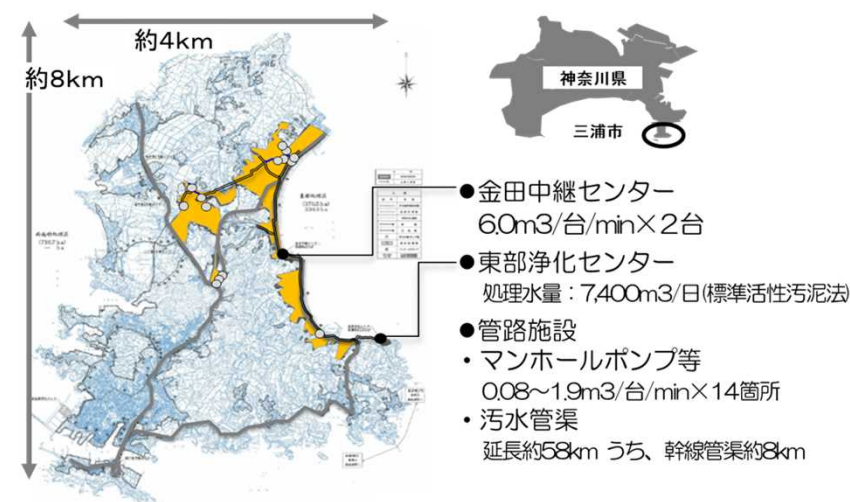 約4km
約8km
神奈川県
三浦市
●金田中継センター
6.0m3/台/min×2台
●東部浄化センター
処理水量：7,400m3/日(標準活性汚泥法)
●管路施設
・マンホールポンプ等
0.08～1.9m3/台/min×14箇所
・汚水管渠
延長約58km うち、幹線管渠約8km